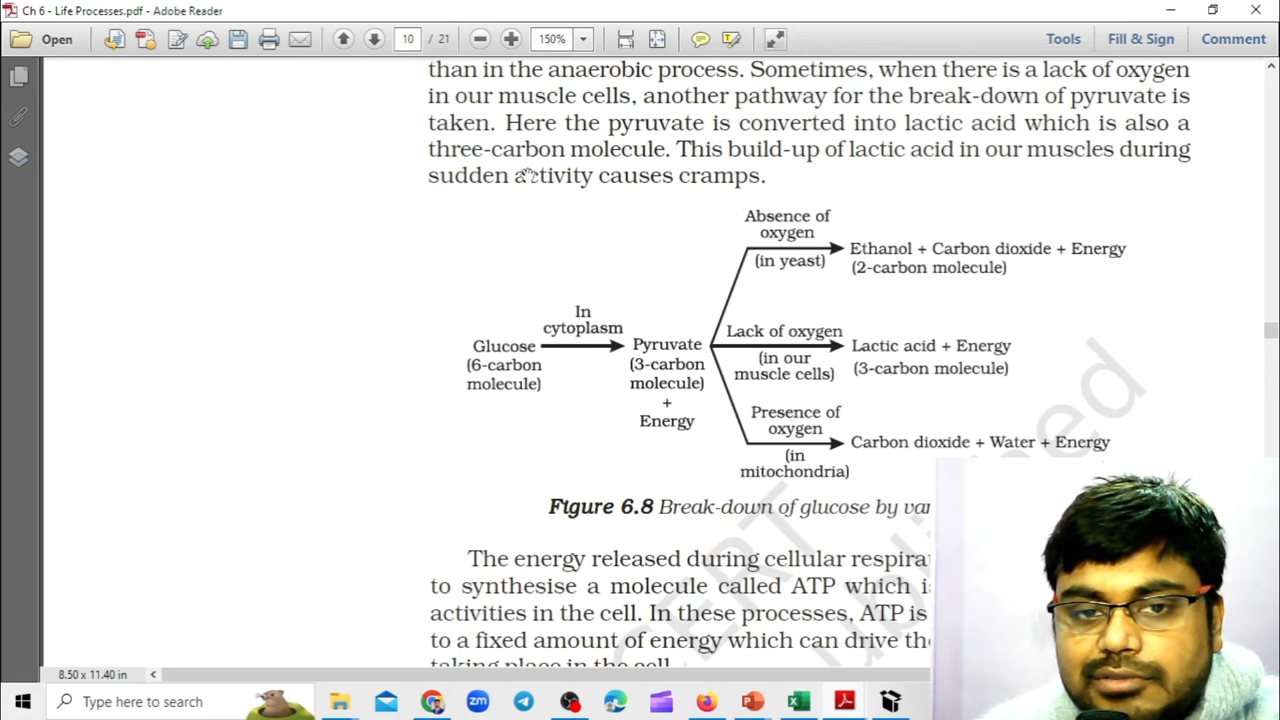 Ch 6 - Life Processes.pdf - Adobe Reader
Open
10 / 21
150%
Tools
Fill & Sign
Comment
than in the anaerobic process. Sometimes, when there is a lack of oxygen
in our muscle cells, another pathway for the break-down of pyruvate is
taken. Here the pyruvate is converted into lactic acid which is also a
three-carbon molecule. This build-up of lactic acid in our muscles during
sudden activity causes cramps.
Absence of
oxygen
(in yeast)
Ethanol + Carbon dioxide + Energy
(2-carbon molecule)
In
cytoplasm
Glucose
(6-carbon
molecule)
Pyruvate
(3-carbon
molecule)
+
Energy
Lack of oxygen
(in our
muscle cells)
Lactic acid + Energy
(3-carbon molecule)
Presence of
oxygen
(in
mitochondria)
Carbon dioxide + Water + Energy
Figure 6.8 Break-down of glucose by
The energy released during cellular
to synthesise a molecule called ATP which
activities in the cell. In these processes, ATP is
to a fixed amount of energy which can drive
taking place in the cell.
8.50 x 11.40 in
Type here to search
zm